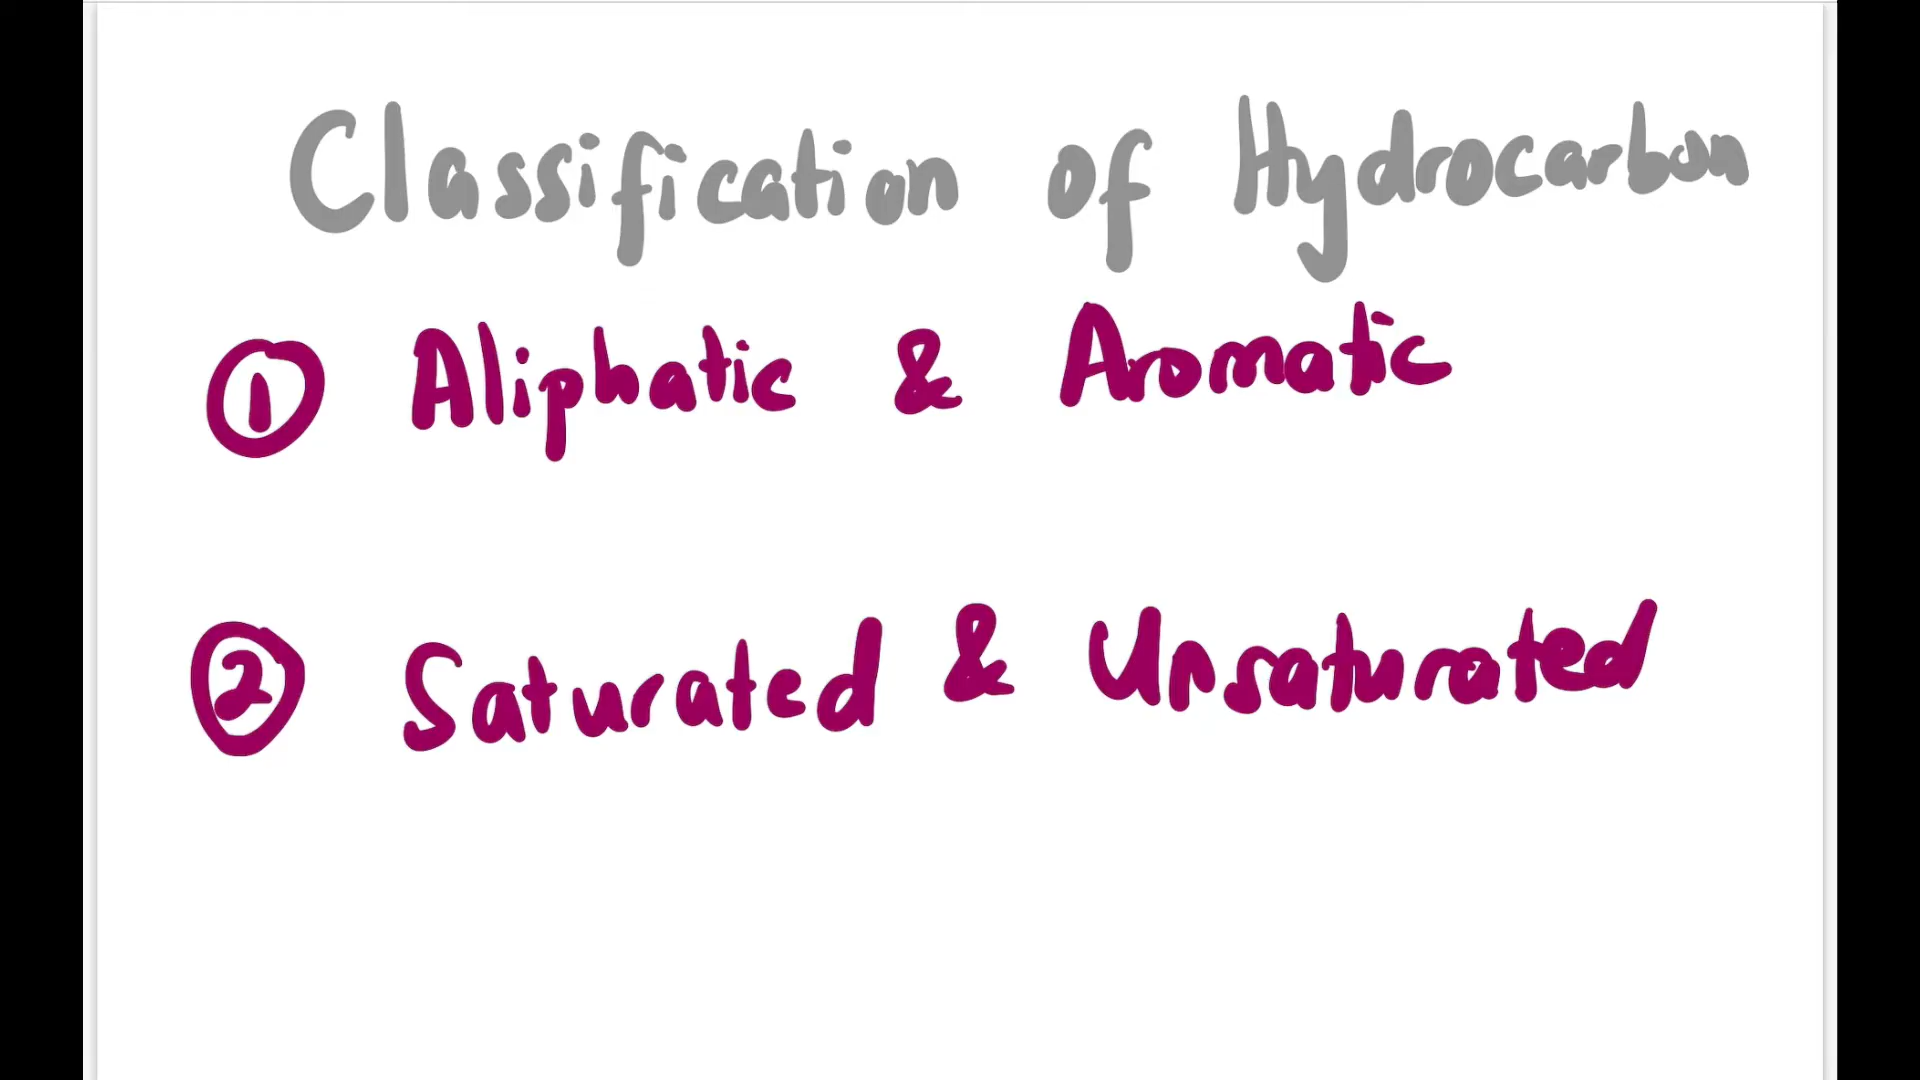 Classification of Hydrocarbon
① Aliphatic & Aromatic
② Saturated & Unsaturated